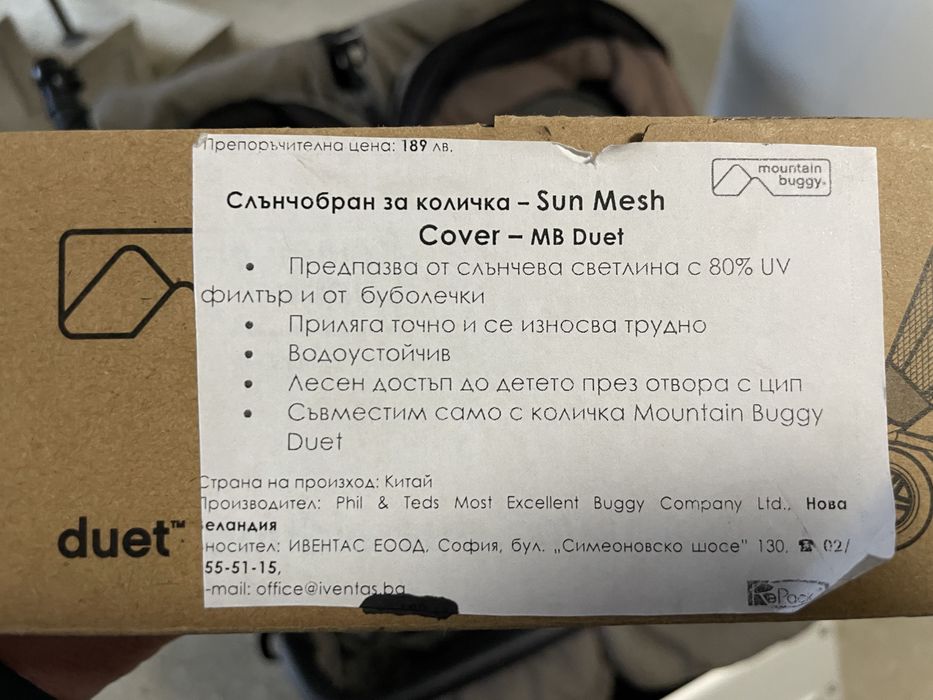 Препоръчителна цена: 189 лв.
mountain
buggy®
Слънчобран за количка – Sun Mesh
Cover – MB Duet
• Предпазва от слънчева светлина с 80% UV
филтър и от буболечки
• Приляга точно и се износва трудно
• Водоустойчив
• Лесен достъп до детето през отвора с цип
• Съвместим само с количка Mountain Buggy
Duet
Страна на произход: Китай
Производител: Phil & Teds Most Excellent Buggy Company Ltd., Нова
еландия
носител: ИВЕНТАС ЕООД, София, бул. „Симеоновско шосе" 130, ☎ 02/
55-51-15,
-mail: office@iventas.bg
duet™